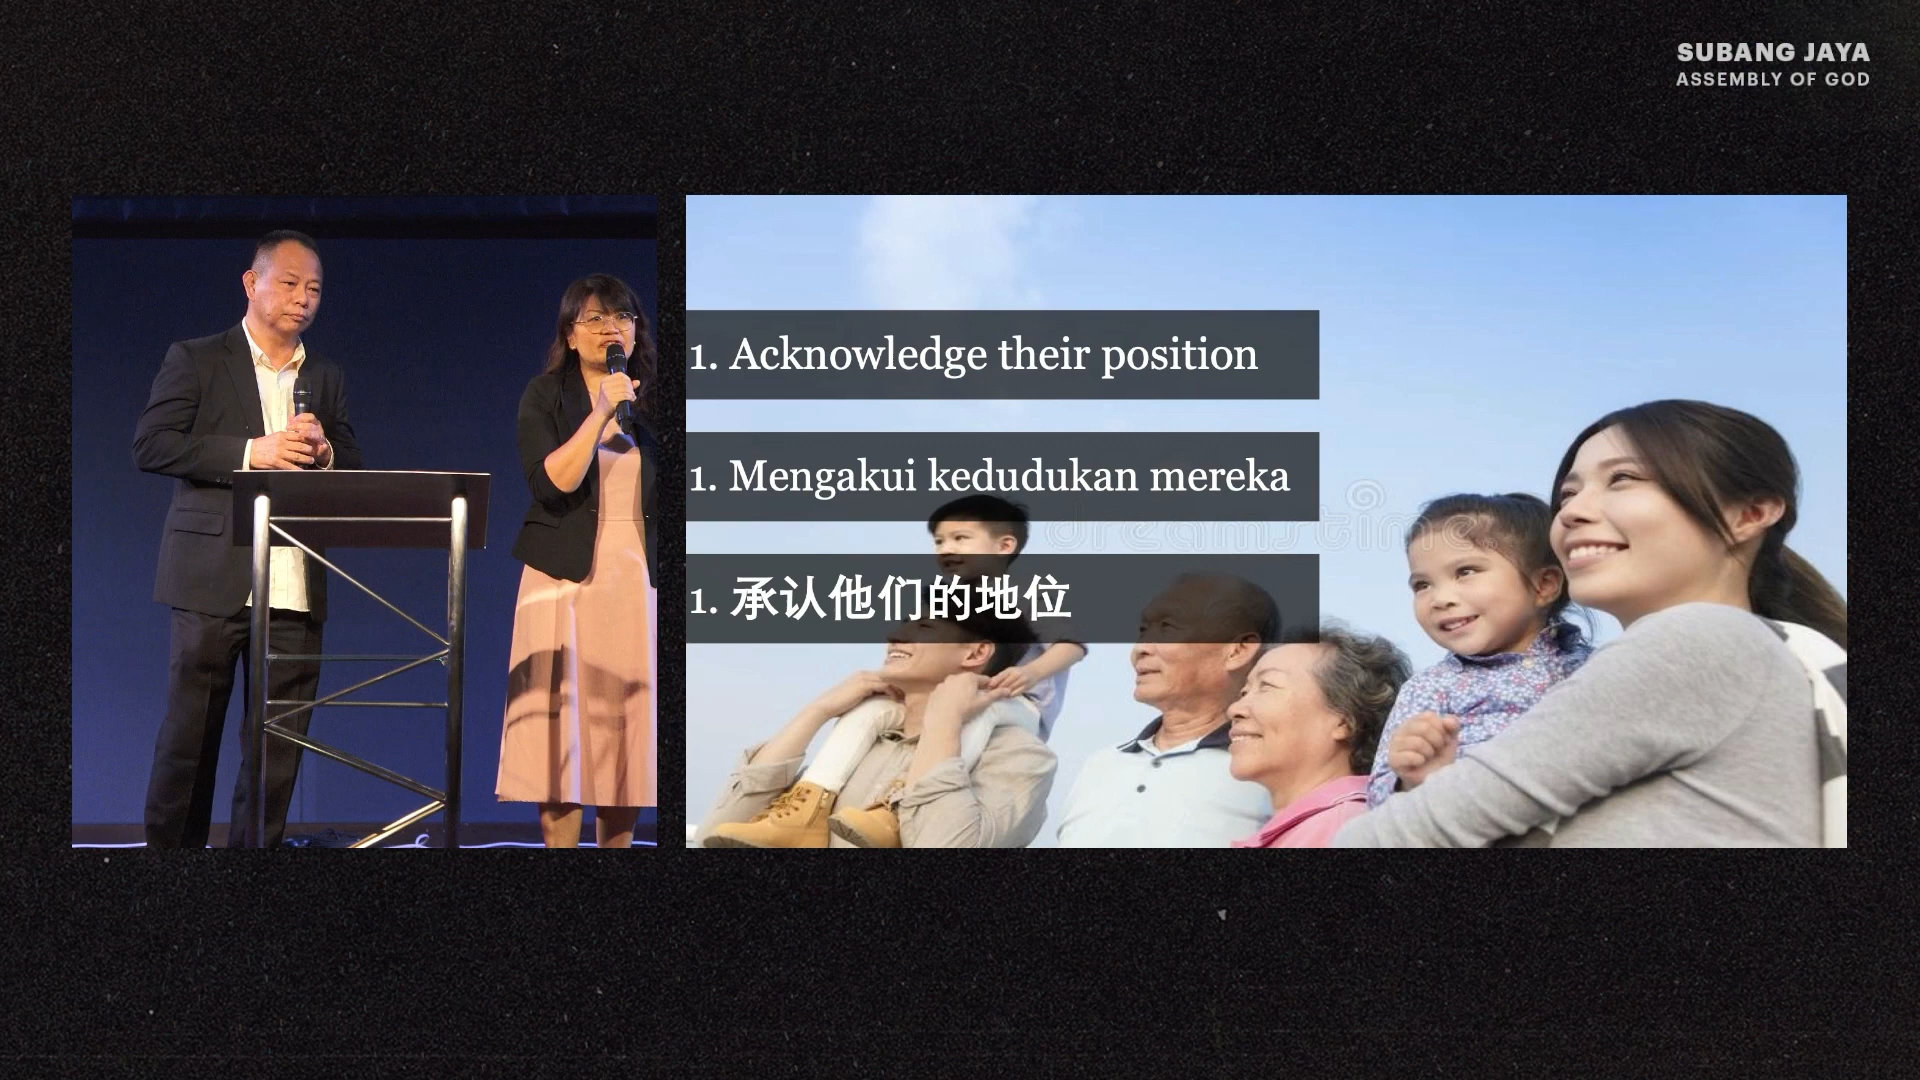 SUBANG JAYA
ASSEMBLY OF GOD
1. Acknowledge their position
1. Mengakui kedudukan mereka
dreamstime
1. 承认他们的地位